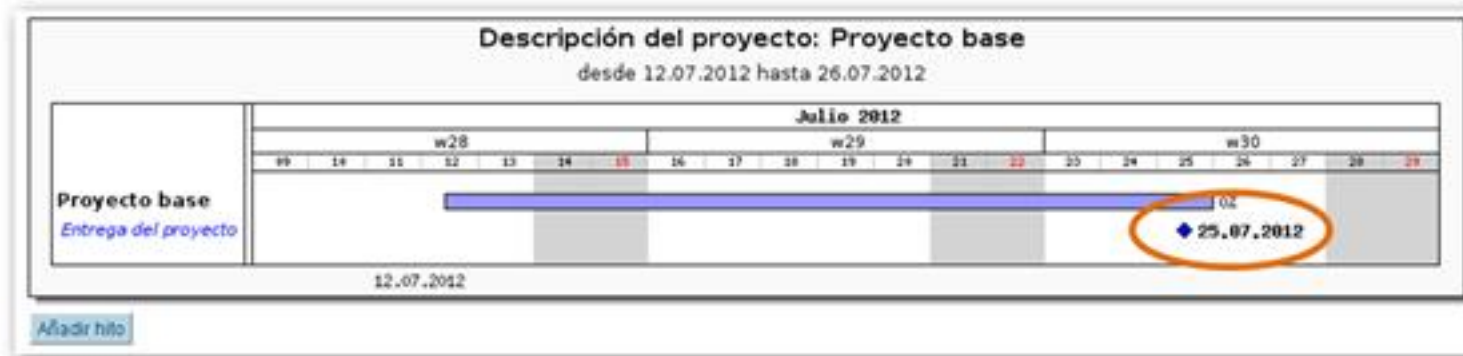 Descripción del proyecto: Proyecto base
desde 12.07.2012 hasta 26.07.2012
Julio 2012
w28 w29 w30
09 10 11 12 13 14 15 16 17 18 19 20 21 22 23 24 25 26 27 28 29
Proyecto base 0%
Entrega del proyecto 25.07.2012
12.07.2012
Añadir hito